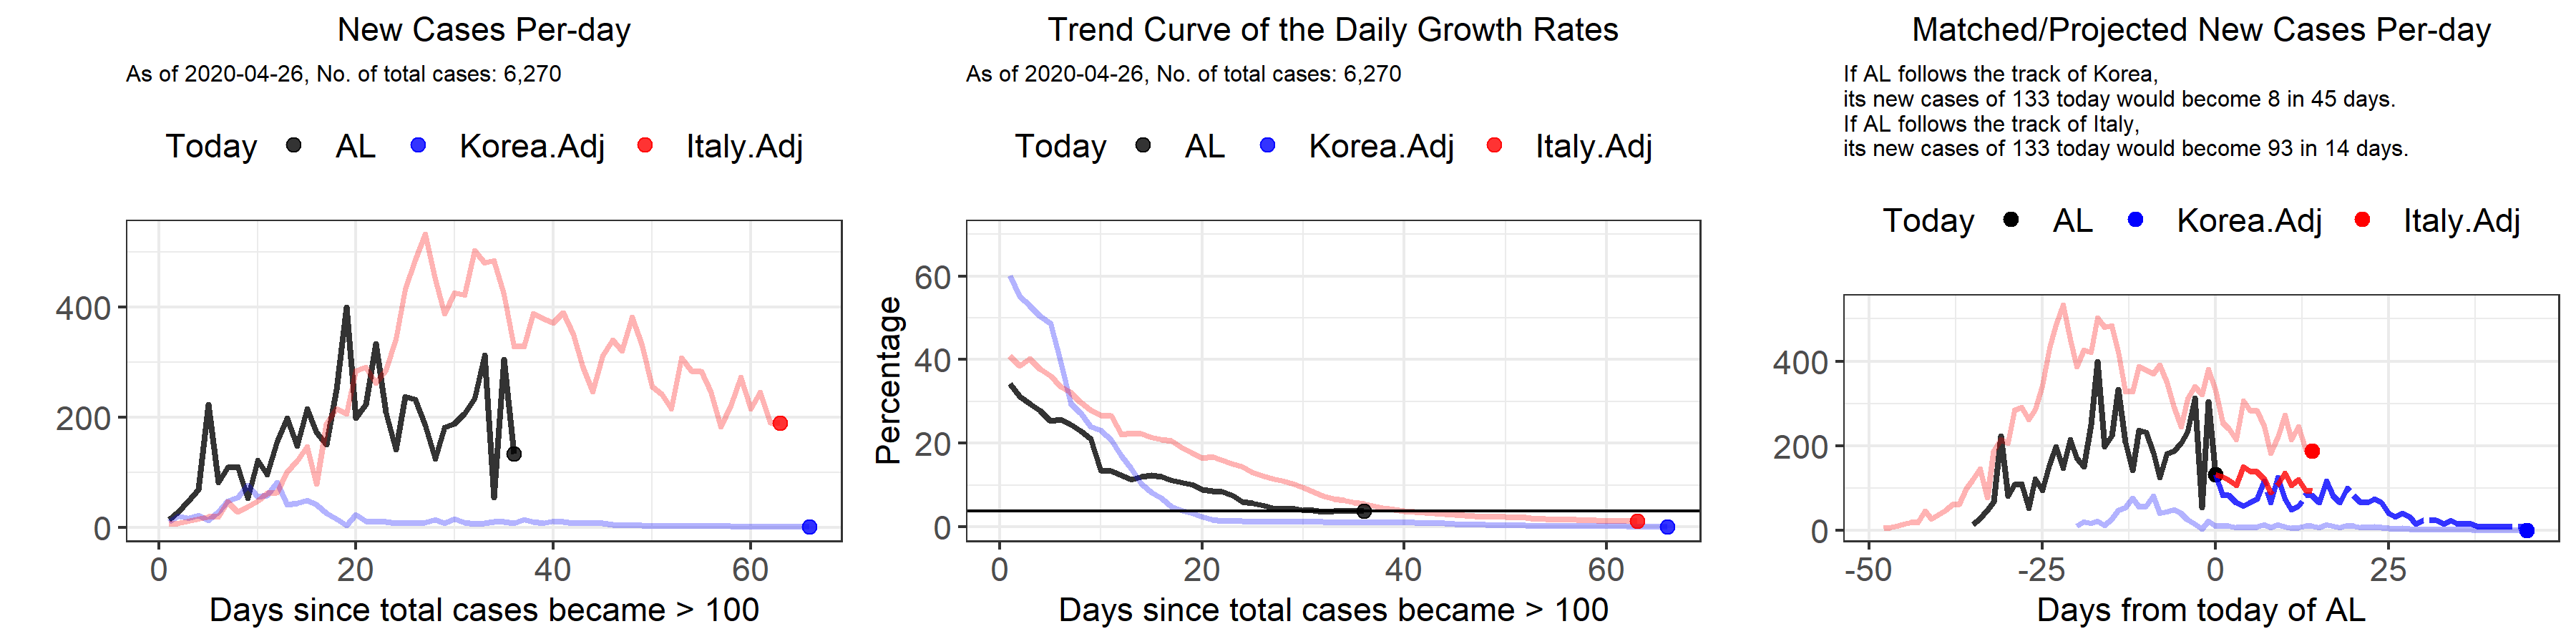 New Cases Per-day
As of 2020-04-26, No. of total cases: 6,270
Today AL Korea.Adj Italy.Adj
400
200
0
0 20 40 60
Days since total cases became > 100
Trend Curve of the Daily Growth Rates
As of 2020-04-26, No. of total cases: 6,270
Today AL Korea.Adj Italy.Adj
Percentage
60
40
20
0
0 20 40 60
Days since total cases became > 100
Matched/Projected New Cases Per-day
If AL follows the track of Korea,
its new cases of 133 today would become 8 in 45 days.
If AL follows the track of Italy,
its new cases of 133 today would become 93 in 14 days.
Today AL Korea.Adj Italy.Adj
400
200
0
-50 -25 0 25
Days from today of AL